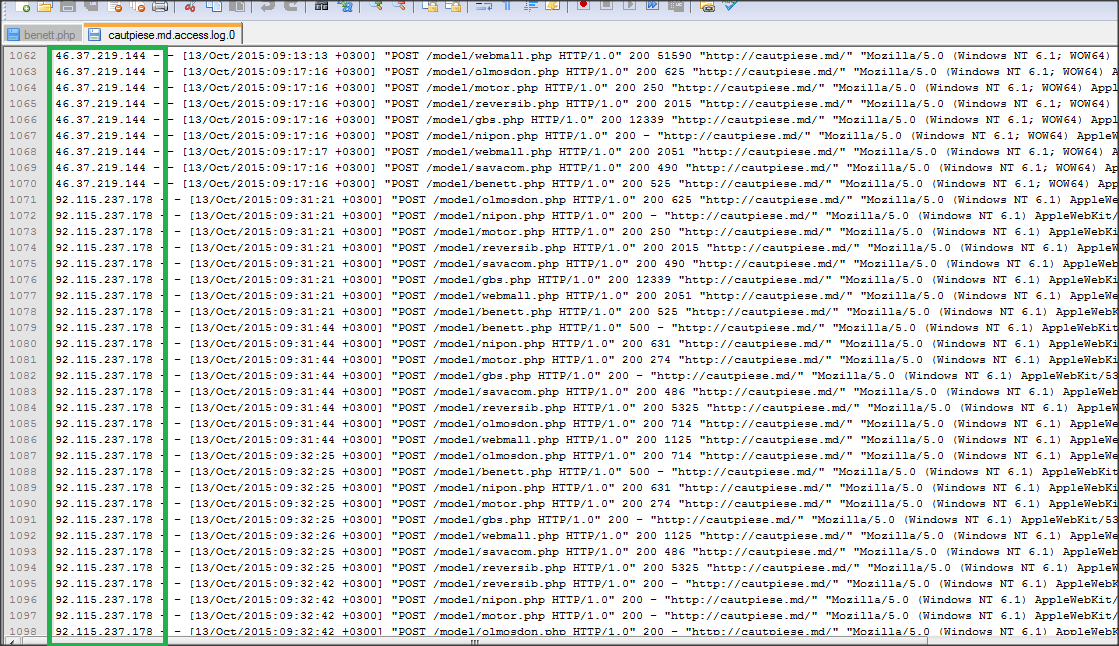 benett.php cautpiese.md.access.log.0
1062 46.37.219.144 - - [13/Oct/2015:09:13:13 +0300] "POST /model/webmall.php HTTP/1.0" 200 51590 "http://cautpiese.md/" "Mozilla/5.0 (Windows NT 6.1; WOW64)
1063 46.37.219.144 - - [13/Oct/2015:09:17:16 +0300] "POST /model/olmosdon.php HTTP/1.0" 200 625 "http://cautpiese.md/" "Mozilla/5.0 (Windows NT 6.1; WOW64) A
1064 46.37.219.144 - - [13/Oct/2015:09:17:16 +0300] "POST /model/motor.php HTTP/1.0" 200 250 "http://cautpiese.md/" "Mozilla/5.0 (Windows NT 6.1; WOW64) Appl
1065 46.37.219.144 - - [13/Oct/2015:09:17:16 +0300] "POST /model/reversib.php HTTP/1.0" 200 2015 "http://cautpiese.md/" "Mozilla/5.0 (Windows NT 6.1; WOW64)
1066 46.37.219.144 - - [13/Oct/2015:09:17:16 +0300] "POST /model/gbs.php HTTP/1.0" 200 12339 "http://cautpiese.md/" "Mozilla/5.0 (Windows NT 6.1; WOW64) Appl
1067 46.37.219.144 - - [13/Oct/2015:09:17:16 +0300] "POST /model/nipon.php HTTP/1.0" 200 - "http://cautpiese.md/" "Mozilla/5.0 (Windows NT 6.1; WOW64) AppleW
1068 46.37.219.144 - - [13/Oct/2015:09:17:17 +0300] "POST /model/webmall.php HTTP/1.0" 200 2051 "http://cautpiese.md/" "Mozilla/5.0 (Windows NT 6.1; WOW64) A
1069 46.37.219.144 - - [13/Oct/2015:09:17:16 +0300] "POST /model/savacom.php HTTP/1.0" 200 490 "http://cautpiese.md/" "Mozilla/5.0 (Windows NT 6.1; WOW64) Ap
1070 46.37.219.144 - - [13/Oct/2015:09:17:16 +0300] "POST /model/benett.php HTTP/1.0" 200 525 "http://cautpiese.md/" "Mozilla/5.0 (Windows NT 6.1; WOW64) App
1071 92.115.237.178 - - [13/Oct/2015:09:31:21 +0300] "POST /model/olmosdon.php HTTP/1.0" 200 625 "http://cautpiese.md/" "Mozilla/5.0 (Windows NT 6.1) AppleW
1072 92.115.237.178 - - [13/Oct/2015:09:31:21 +0300] "POST /model/nipon.php HTTP/1.0" 200 - "http://cautpiese.md/" "Mozilla/5.0 (Windows NT 6.1) AppleWebKit/
1073 92.115.237.178 - - [13/Oct/2015:09:31:21 +0300] "POST /model/motor.php HTTP/1.0" 200 250 "http://cautpiese.md/" "Mozilla/5.0 (Windows NT 6.1) AppleWebKi
1074 92.115.237.178 - - [13/Oct/2015:09:31:21 +0300] "POST /model/reversib.php HTTP/1.0" 200 2015 "http://cautpiese.md/" "Mozilla/5.0 (Windows NT 6.1) AppleW
1075 92.115.237.178 - - [13/Oct/2015:09:31:21 +0300] "POST /model/savacom.php HTTP/1.0" 200 490 "http://cautpiese.md/" "Mozilla/5.0 (Windows NT 6.1) AppleWeb
1076 92.115.237.178 - - [13/Oct/2015:09:31:21 +0300] "POST /model/gbs.php HTTP/1.0" 200 12339 "http://cautpiese.md/" "Mozilla/5.0 (Windows NT 6.1) AppleWebKi
1077 92.115.237.178 - - [13/Oct/2015:09:31:21 +0300] "POST /model/webmall.php HTTP/1.0" 200 2051 "http://cautpiese.md/" "Mozilla/5.0 (Windows NT 6.1) AppleWe
1078 92.115.237.178 - - [13/Oct/2015:09:31:21 +0300] "POST /model/benett.php HTTP/1.0" 200 525 "http://cautpiese.md/" "Mozilla/5.0 (Windows NT 6.1) AppleWebK
1079 92.115.237.178 - - [13/Oct/2015:09:31:44 +0300] "POST /model/benett.php HTTP/1.0" 500 - "http://cautpiese.md/" "Mozilla/5.0 (Windows NT 6.1) AppleWebKit
1080 92.115.237.178 - - [13/Oct/2015:09:31:44 +0300] "POST /model/nipon.php HTTP/1.0" 200 631 "http://cautpiese.md/" "Mozilla/5.0 (Windows NT 6.1) AppleWebKi
1081 92.115.237.178 - - [13/Oct/2015:09:31:44 +0300] "POST /model/motor.php HTTP/1.0" 200 274 "http://cautpiese.md/" "Mozilla/5.0 (Windows NT 6.1) AppleWebKi
1082 92.115.237.178 - - [13/Oct/2015:09:31:44 +0300] "POST /model/gbs.php HTTP/1.0" 200 - "http://cautpiese.md/" "Mozilla/5.0 (Windows NT 6.1) AppleWebKit/53
1083 92.115.237.178 - - [13/Oct/2015:09:31:44 +0300] "POST /model/savacom.php HTTP/1.0" 200 486 "http://cautpiese.md/" "Mozilla/5.0 (Windows NT 6.1) AppleWeb
1084 92.115.237.178 - - [13/Oct/2015:09:31:44 +0300] "POST /model/reversib.php HTTP/1.0" 200 5325 "http://cautpiese.md/" "Mozilla/5.0 (Windows NT 6.1) AppleW
1085 92.115.237.178 - - [13/Oct/2015:09:31:44 +0300] "POST /model/olmosdon.php HTTP/1.0" 200 714 "http://cautpiese.md/" "Mozilla/5.0 (Windows NT 6.1) AppleWe
1086 92.115.237.178 - - [13/Oct/2015:09:31:44 +0300] "POST /model/webmall.php HTTP/1.0" 200 1125 "http://cautpiese.md/" "Mozilla/5.0 (Windows NT 6.1) AppleWe
1087 92.115.237.178 - - [13/Oct/2015:09:32:25 +0300] "POST /model/olmosdon.php HTTP/1.0" 200 714 "http://cautpiese.md/" "Mozilla/5.0 (Windows NT 6.1) AppleWe
1088 92.115.237.178 - - [13/Oct/2015:09:32:25 +0300] "POST /model/benett.php HTTP/1.0" 500 - "http://cautpiese.md/" "Mozilla/5.0 (Windows NT 6.1) AppleWebKit
1089 92.115.237.178 - - [13/Oct/2015:09:32:25 +0300] "POST /model/nipon.php HTTP/1.0" 200 631 "http://cautpiese.md/" "Mozilla/5.0 (Windows NT 6.1) AppleWebKi
1090 92.115.237.178 - - [13/Oct/2015:09:32:25 +0300] "POST /model/motor.php HTTP/1.0" 200 274 "http://cautpiese.md/" "Mozilla/5.0 (Windows NT 6.1) AppleWebKi
1091 92.115.237.178 - - [13/Oct/2015:09:32:25 +0300] "POST /model/gbs.php HTTP/1.0" 200 - "http://cautpiese.md/" "Mozilla/5.0 (Windows NT 6.1) AppleWebKit/53
1092 92.115.237.178 - - [13/Oct/2015:09:32:26 +0300] "POST /model/webmall.php HTTP/1.0" 200 1125 "http://cautpiese.md/" "Mozilla/5.0 (Windows NT 6.1) AppleWe
1093 92.115.237.178 - - [13/Oct/2015:09:32:25 +0300] "POST /model/savacom.php HTTP/1.0" 200 486 "http://cautpiese.md/" "Mozilla/5.0 (Windows NT 6.1) AppleWeb
1094 92.115.237.178 - - [13/Oct/2015:09:32:25 +0300] "POST /model/reversib.php HTTP/1.0" 200 5325 "http://cautpiese.md/" "Mozilla/5.0 (Windows NT 6.1) AppleW
1095 92.115.237.178 - - [13/Oct/2015:09:32:42 +0300] "POST /model/reversib.php HTTP/1.0" 200 - "http://cautpiese.md/" "Mozilla/5.0 (Windows NT 6.1) AppleWebK
1096 92.115.237.178 - - [13/Oct/2015:09:32:42 +0300] "POST /model/nipon.php HTTP/1.0" 200 - "http://cautpiese.md/" "Mozilla/5.0 (Windows NT 6.1) AppleWebKit/
1097 92.115.237.178 - - [13/Oct/2015:09:32:42 +0300] "POST /model/motor.php HTTP/1.0" 200 - "http://cautpiese.md/" "Mozilla/5.0 (Windows NT 6.1) AppleWebKit/
1098 92.115.237.178 - - [13/Oct/2015:09:32:42 +0300] "POST /model/olmosdon.php HTTP/1.0" 200 - "http://cautpiese.md/" "Mozilla/5.0 (Windows NT 6.1) AppleWebK